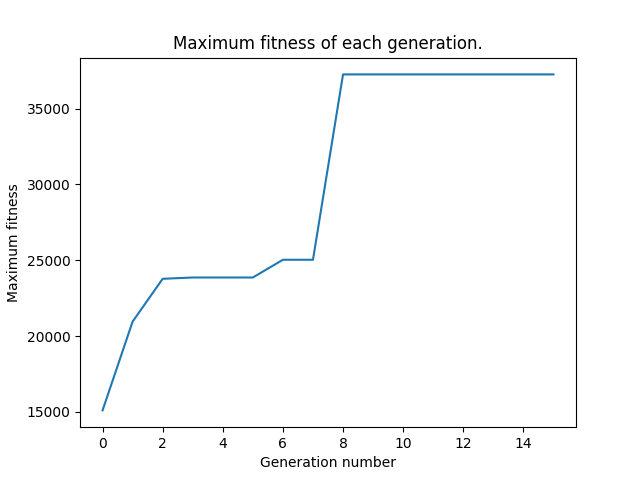 Maximum fitness of each generation.
35000
30000
25000
20000
15000
Maximum fitness
0 2 4 6 8 10 12 14
Generation number